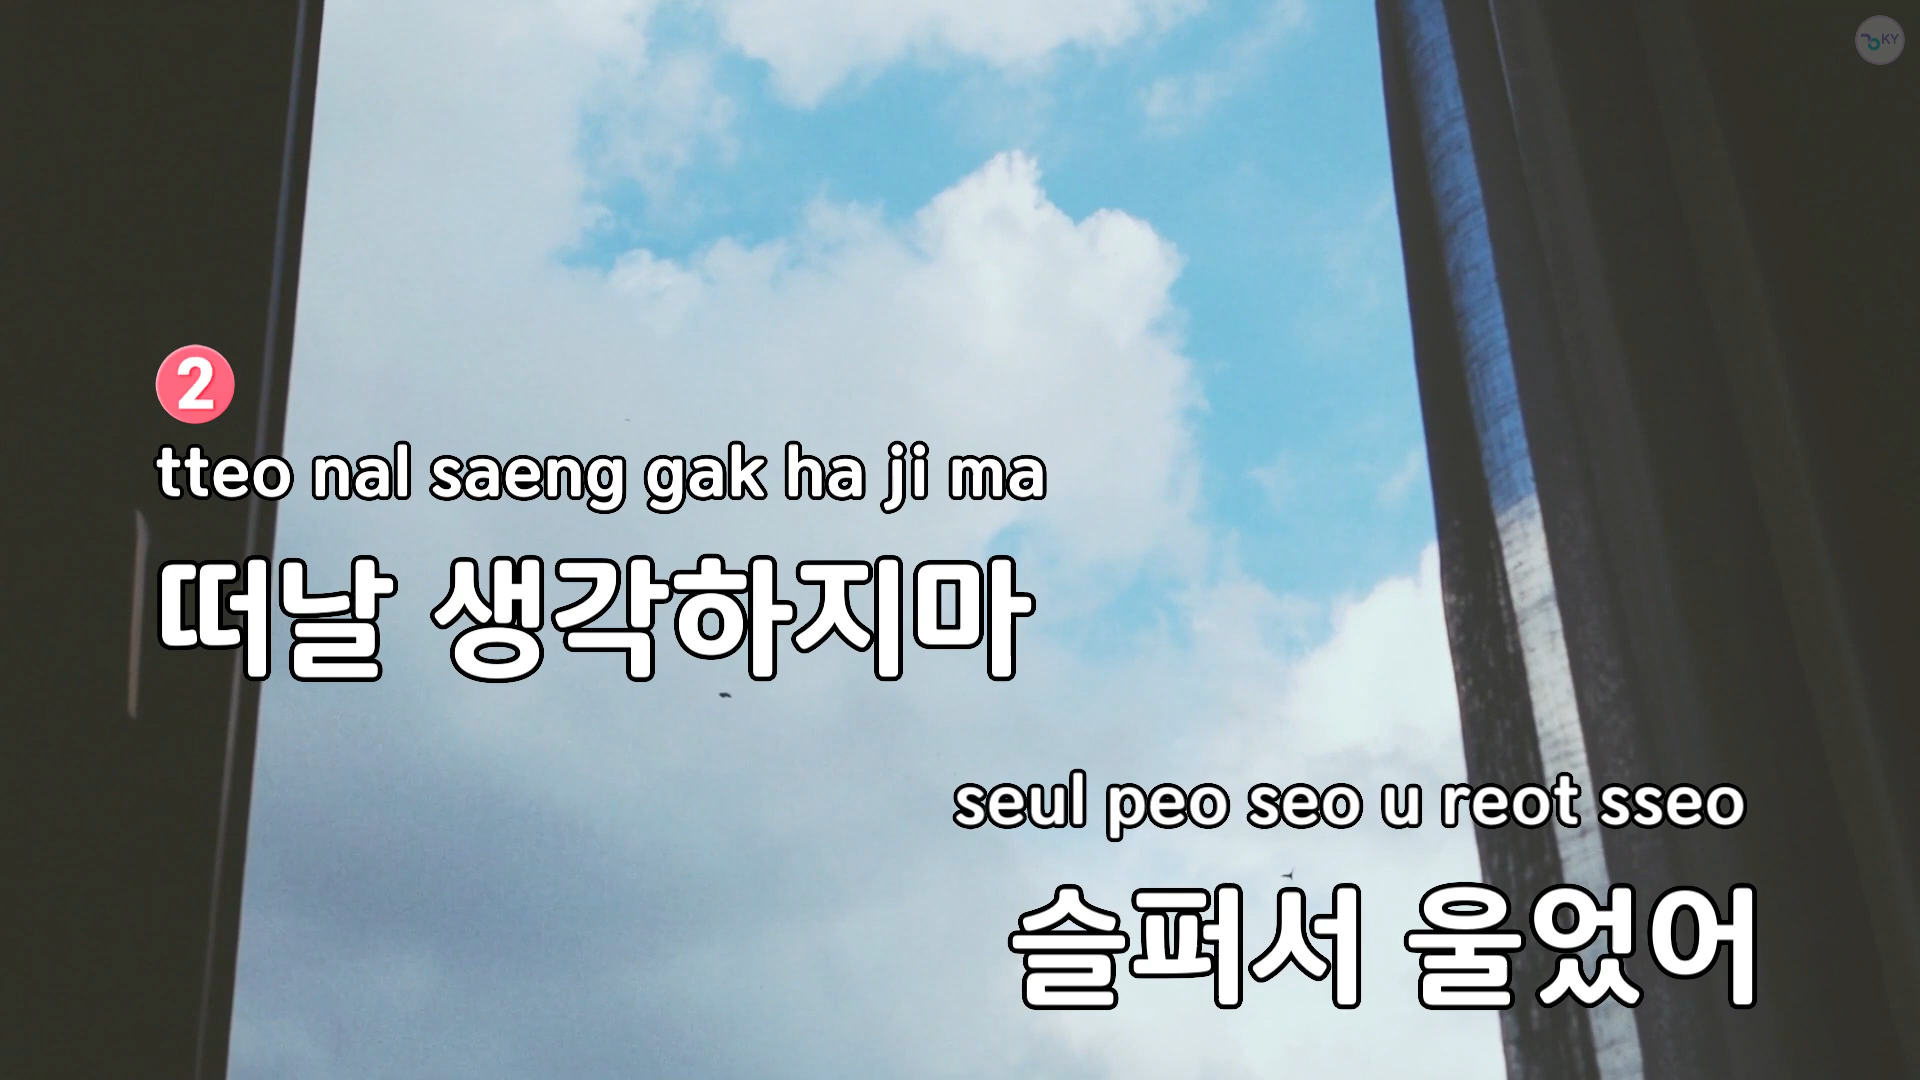 KY
2
tteo nal saeng gak ha ji ma
떠날 생각하지마
seul peo seo u reot sseo
슬퍼서 울었어